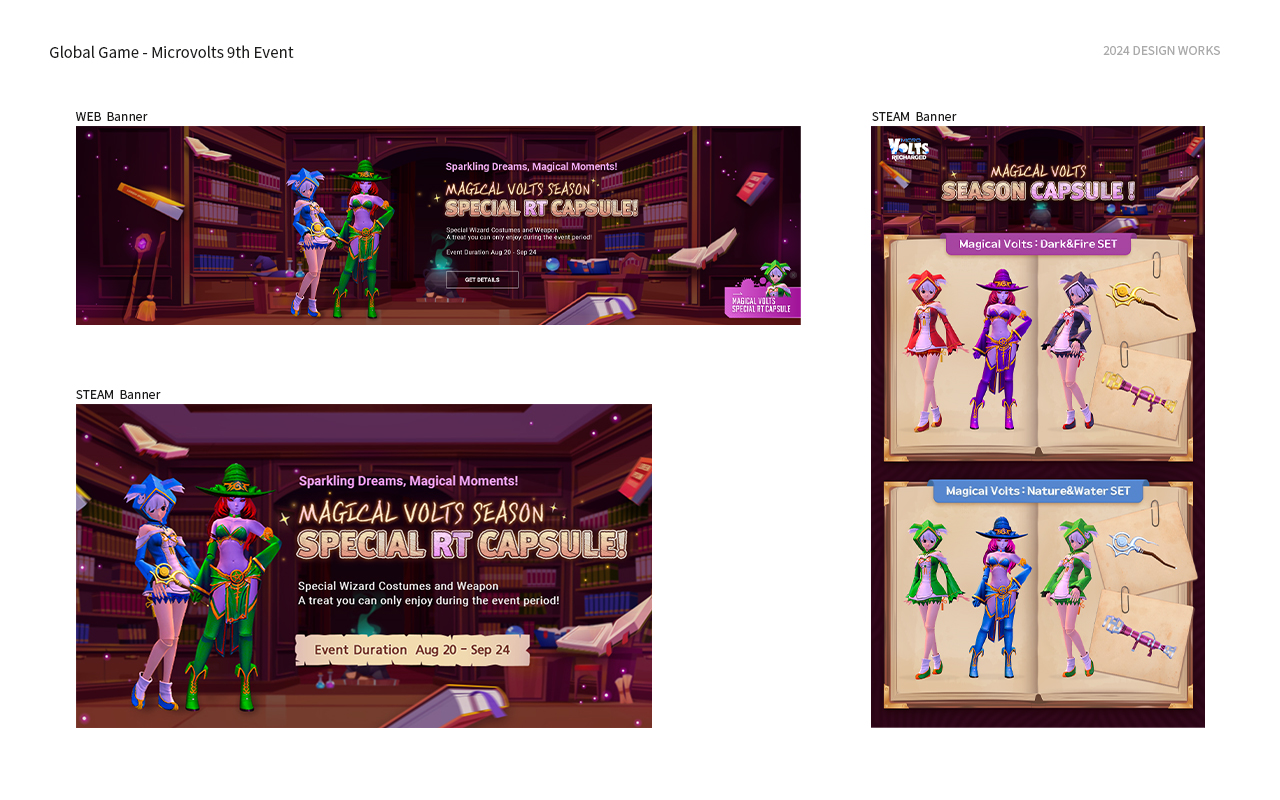 Global Game - Microvolts 9th Event
2024 DESIGN WORKS
WEB Banner
Sparkling Dreams, Magical Moments!
MAGICAL VOLTS SEASON
SPECIAL RT CAPSULE!
Special Wizard Costumes and Weapon
A treat you can only enjoy during the event period!
Event Duration Aug 20 - Sep 24
GET DETAILS
MAGICAL VOLTS
SPECIAL RT CAPSULE
STEAM Banner
Sparkling Dreams, Magical Moments!
MAGICAL VOLTS SEASON
SPECIAL RT CAPSULE!
Special Wizard Costumes and Weapon
A treat you can only enjoy during the event period!
Event Duration Aug 20 - Sep 24
STEAM Banner
VOLTS
RECHARGED
MAGICAL VOLTS
SEASON CAPSULE !
Magical Volts : Dark&Fire SET
Magical Volts : Nature&Water SET